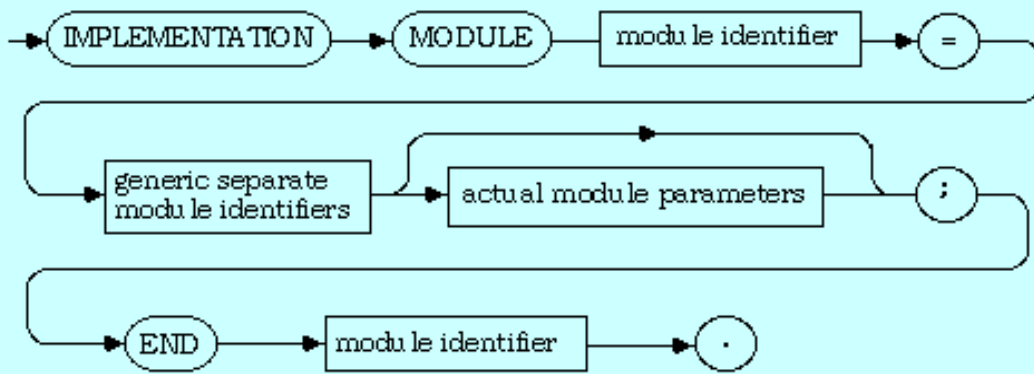 IMPLEMENTATION MODULE module identifier =
generic separate
module identifiers actual module parameters ;
END module identifier .